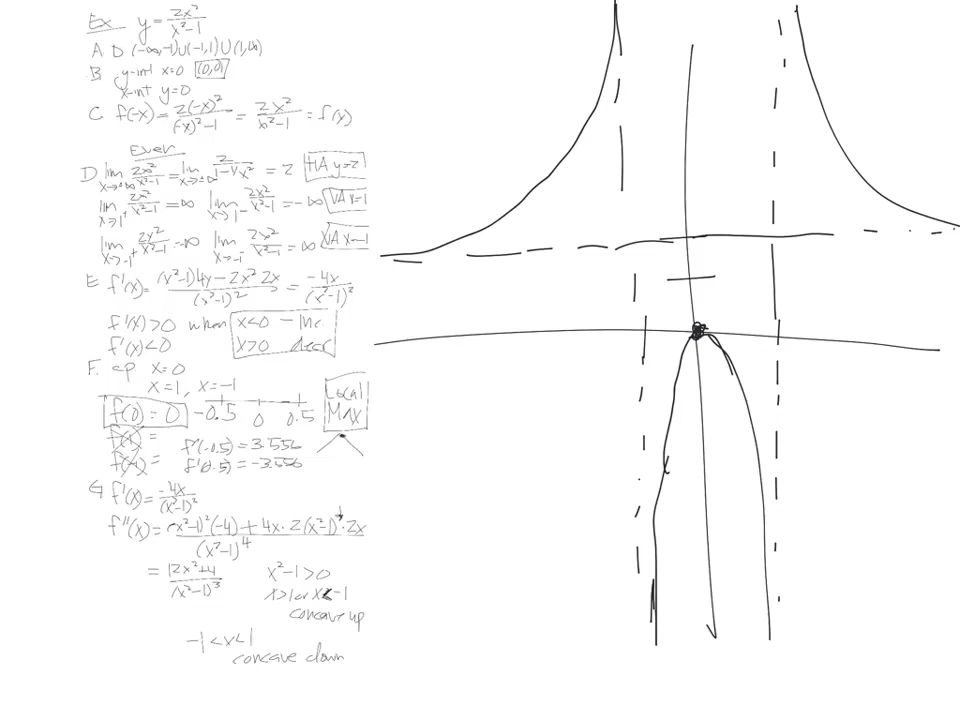 Ex y = 2x²/x²-1
A D (-∞,-1)∪(-1,1)∪(1,∞)
B y-int x=0 (0,0)
x-int y=0
C f(-x) = 2(-x)²/(-x)²-1 = 2x²/x²-1 = f(x)
Even
D lim x→±∞ 2x²/x²-1 = lim x→±∞ 2/1-1/x² = 2 HA y=2
lim x→1⁺ 2x²/x²-1 = ∞ lim x→1⁻ 2x²/x²-1 = -∞ VA x=1
lim x→-1⁺ 2x²/x²-1 = -∞ lim x→-1⁻ 2x²/x²-1 = ∞ VA x=-1
E f'(x) = (x²-1)4x - 2x² 2x/(x²-1)² = -4x/(x²-1)²
f'(x) > 0 when x<0 - Inc
f'(x) < 0 x>0 decr
F. cp x=0
x=1, x=-1
f(0) = 0 -0.5 0 0.5 Local MAX
f(1) =
f(-1) = f'(-0.5) = 3.556
f'(0.5) = -3.556
G f'(x) = -4x/(x²-1)²
f''(x) = (x²-1)²(-4) + 4x · 2(x²-1)¹ · 2x/(x²-1)⁴
= 12x²+4/(x²-1)³ x²-1 > 0
x>1 or x<-1
concave up
-1 < x < 1
concave down